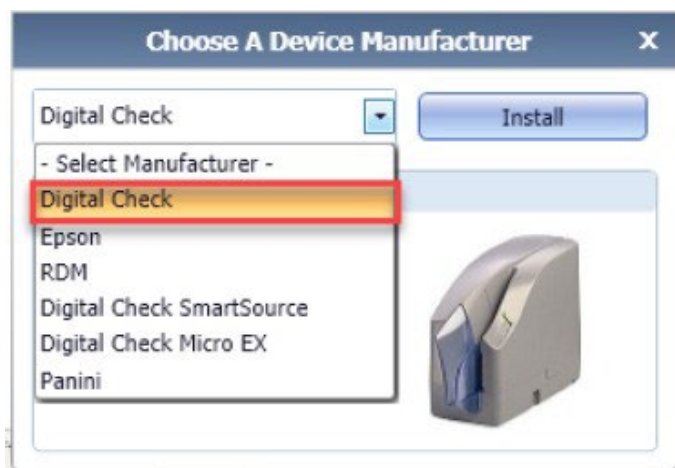 Choose A Device Manufacturer X
Digital Check Install
- Select Manufacturer -
Digital Check
Epson
RDM
Digital Check SmartSource
Digital Check Micro EX
Panini